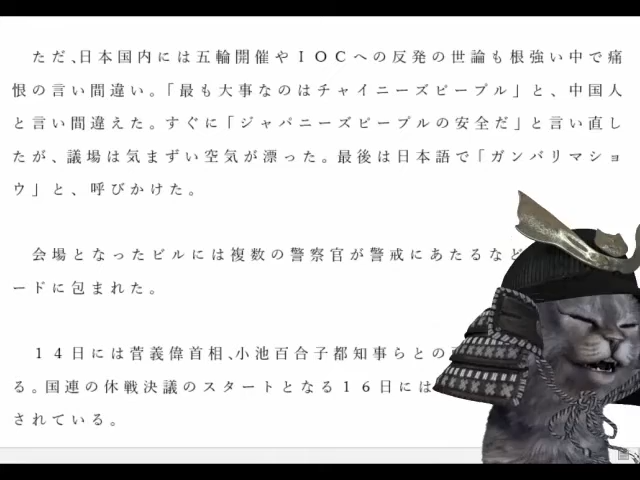 ただ、日本国内には五輪開催やＩＯＣへの反発の世論も根強い中で痛
恨の言い間違い。「最も大事なのはチャイニーズピープル」と、中国人
と言い間違えた。すぐに「ジャパニーズピープルの安全だ」と言い直し
たが、議場は気まずい空気が漂った。最後は日本語で「ガンバリマショ
ウ」と、呼びかけた。
会場となったビルには複数の警察官が警戒にあたるなど
ードに包まれた。
１４日には菅義偉首相、小池百合子都知事らとの
る。国連の休戦決議のスタートとなる１６日には
されている。